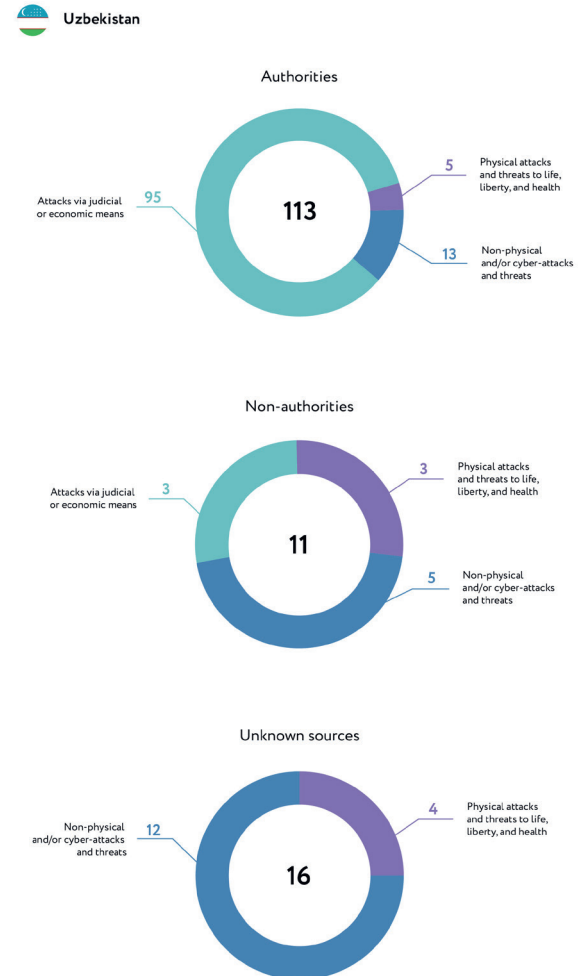 Uzbekistan
Authorities
95
Attacks via judicial
or economic means
113
5
Physical attacks
and threats to life,
liberty, and health
13
Non-physical
and/or cyber-attacks
and threats
Non-authorities
3
Attacks via judicial
or economic means
11
3
Physical attacks
and threats to life,
liberty, and health
5
Non-physical
and/or cyber-attacks
and threats
Unknown sources
12
Non-physical
and/or cyber-attacks
and threats
16
4
Physical attacks
and threats to life,
liberty, and health